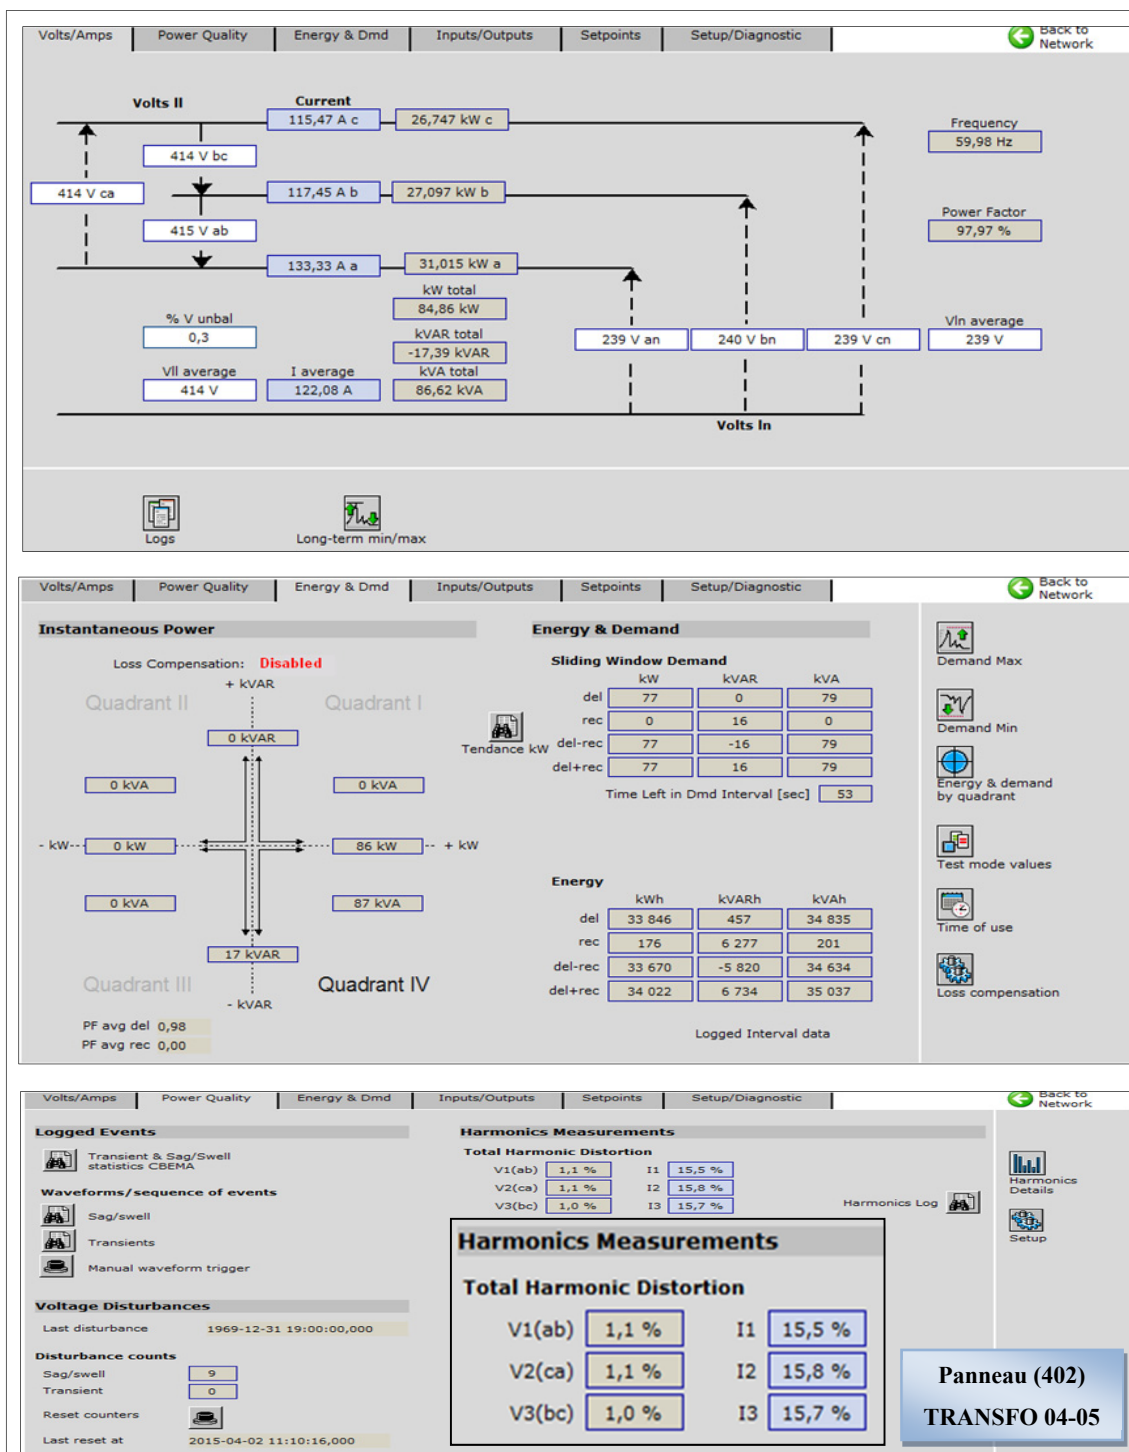 Volts/Amps Power Quality Energy & Dmd Inputs/Outputs Setpoints Setup/Diagnostic Back to Network
Volts ll Current
115,47 A c 26,747 kW c
Frequency
59,98 Hz
414 V bc
414 V ca 117,45 A b 27,097 kW b
Power Factor
97,97 %
415 V ab
133,33 A a 31,015 kW a
kW total
84,86 kW
% V unbal
0,3
kVAR total
-17,39 kVAR
239 V an 240 V bn 239 V cn
Vln average
239 V
Vll average I average kVA total
414 V 122,08 A 86,62 kVA
Volts ln
Logs Long-term min/max
Volts/Amps Power Quality Energy & Dmd Inputs/Outputs Setpoints Setup/Diagnostic Back to Network
Instantaneous Power
Loss Compensation: Disabled
+ kVAR
Quadrant II Quadrant I
0 kVAR
0 kVA 0 kVA
- kW 0 kW 86 kW + kW
0 kVA 87 kVA
17 kVAR
Quadrant III Quadrant IV
- kVAR
PF avg del 0,98
PF avg rec 0,00
Tendance kW
Energy & Demand
Sliding Window Demand
kW kVAR kVA
del 77 0 79
rec 0 16 0
del-rec 77 -16 79
del+rec 77 16 79
Time Left in Dmd Interval [sec] 53
Energy
kWh kVARh kVAh
del 33 846 457 34 835
rec 176 6 277 201
del-rec 33 670 -5 820 34 634
del+rec 34 022 6 734 35 037
Logged Interval data
Demand Max
Demand Min
Energy & demand
by quadrant
Test mode values
Time of use
Loss compensation
Volts/Amps Power Quality Energy & Dmd Inputs/Outputs Setpoints Setup/Diagnostic Back to Network
Logged Events
Transient & Sag/Swell
statistics CBEMA
Waveforms/sequence of events
Sag/swell
Transients
Manual waveform trigger
Voltage Disturbances
Last disturbance 1969-12-31 19:00:00,000
Disturbance counts
Sag/swell 9
Transient 0
Reset counters
Last reset at 2015-04-02 11:10:16,000
Harmonics Measurements
Total Harmonic Distortion
V1(ab) 1,1 % I1 15,5 %
V2(ca) 1,1 % I2 15,8 %
V3(bc) 1,0 % I3 15,7 %
Harmonics Log
Harmonics
Details
Setup
Harmonics Measurements
Total Harmonic Distortion
V1(ab) 1,1 % I1 15,5 %
V2(ca) 1,1 % I2 15,8 %
V3(bc) 1,0 % I3 15,7 %
Panneau (402)
TRANSFO 04-05